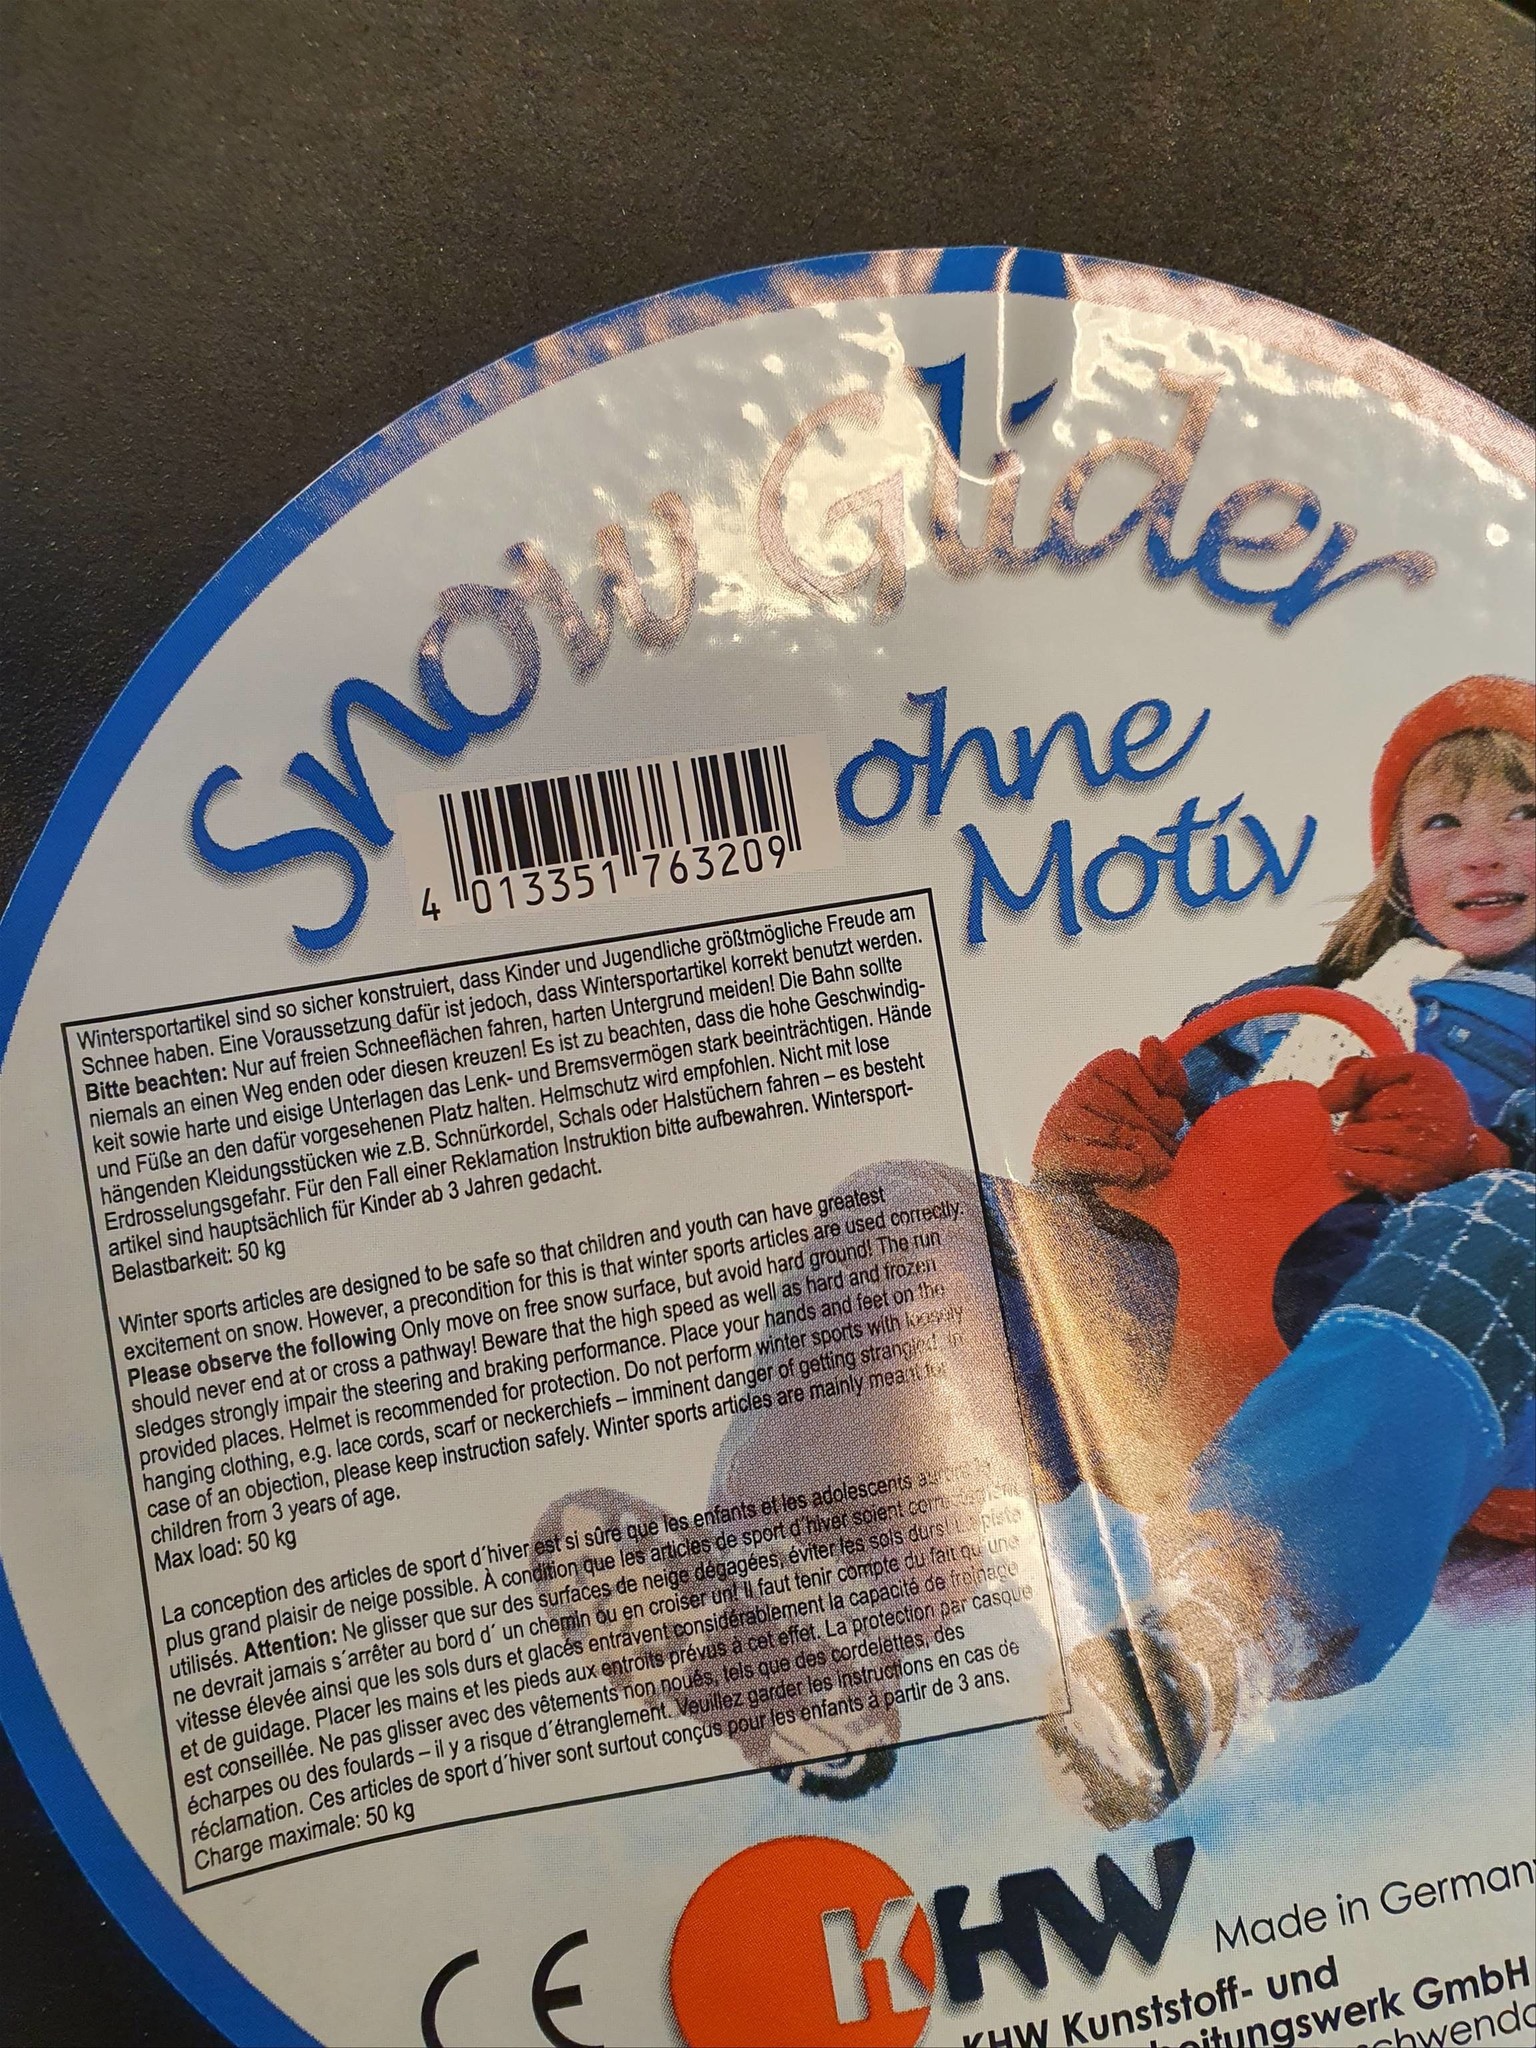 Snow Glider
ohne
Motiv
4 013351 763209
Wintersportartikel sind so sicher konstruiert, dass Kinder und Jugendliche größtmögliche Freude am
Schnee haben. Eine Voraussetzung dafür ist jedoch, dass Wintersportartikel korrekt benutzt werden.
Bitte beachten: Nur auf freien Schneeflächen fahren, harten Untergrund meiden! Die Bahn sollte
niemals an einen Weg enden oder diesen kreuzen! Es ist zu beachten, dass die hohe Geschwindig-
keit sowie harte und eisige Unterlagen das Lenk- und Bremsvermögen stark beeinträchtigen. Hände
und Füße an den dafür vorgesehenen Platz halten. Helmschutz wird empfohlen. Nicht mit lose
hängenden Kleidungsstücken wie z.B. Schnürkordel, Schals oder Halstüchern fahren – es besteht
Erdrosselungsgefahr. Für den Fall einer Reklamation Instruktion bitte aufbewahren. Wintersport-
artikel sind hauptsächlich für Kinder ab 3 Jahren gedacht.
Belastbarkeit: 50 kg
Winter sports articles are designed to be safe so that children and youth can have greatest
excitement on snow. However, a precondition for this is that winter sports articles are used correctly.
Please observe the following Only move on free snow surface, but avoid hard ground! The run
should never end at or cross a pathway! Beware that the high speed as well as hard and frozen
sledges strongly impair the steering and braking performance. Place your hands and feet on the
provided places. Helmet is recommended for protection. Do not perform winter sports with loosely
hanging clothing, e.g. lace cords, scarf or neckerchiefs – imminent danger of getting strangled. In
case of an objection, please keep instruction safely. Winter sports articles are mainly meant for
children from 3 years of age.
Max load: 50 kg
La conception des articles de sport d´hiver est si sûre que les enfants et les adolescents auront le
plus grand plaisir de neige possible. À condition que les articles de sport d´hiver soient correctement
utilisés. Attention: Ne glisser que sur des surfaces de neige dégagées, éviter les sols durs! La piste
ne devrait jamais s´arrêter au bord d´ un chemin ou en croiser un! Il faut tenir compte du fait qu´une
vitesse élevée ainsi que les sols durs et glacés entravent considérablement la capacité de freinage
et de guidage. Placer les mains et les pieds aux entroits prévus à cet effet. La protection par casque
est conseillée. Ne pas glisser avec des vêtements non noués, tels que des cordelettes, des
écharpes ou des foulards – il y a risque d´étranglement. Veuillez garder les instructions en cas de
réclamation. Ces articles de sport d´hiver sont surtout conçus pour les enfants à partir de 3 ans.
Charge maximale: 50 kg
CE
KHW
Made in German
KHW Kunststoff- und
beitungswerk GmbH